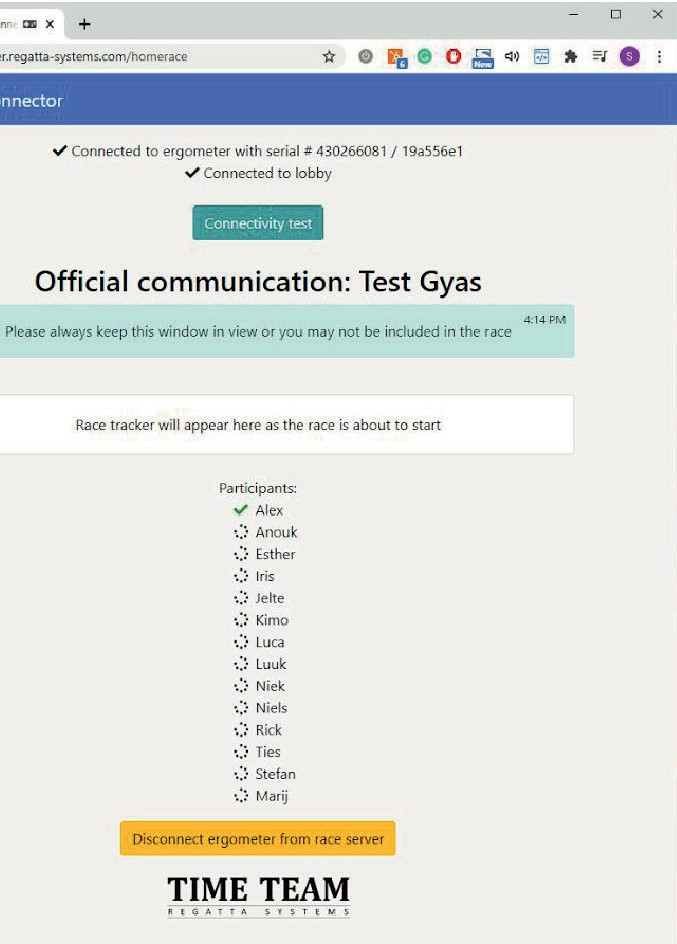 nne
er.regatta-systems.com/homerace
6
New
S
nnector
Connected to ergometer with serial # 430266081 / 19a556e1
Connected to lobby
Connectivity test
Official communication: Test Gyas
4:14 PM
Please always keep this window in view or you may not be included in the race
Race tracker will appear here as the race is about to start
Participants:
Alex
Anouk
Esther
Iris
Jelte
Kimo
Luca
Luuk
Niek
Niels
Rick
Ties
Stefan
Marij
Disconnect ergometer from race server
TIME TEAM
REGATTA SYSTEMS